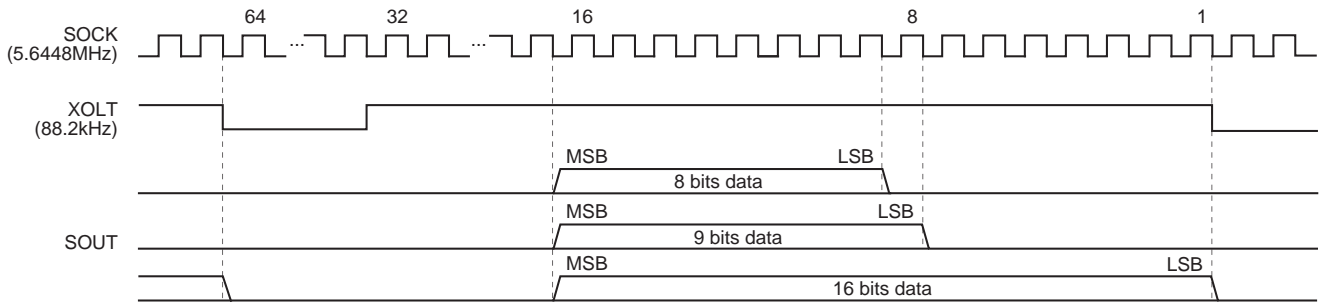 64 32 16 8 1
SOCK
(5.6448MHz)
... ...
XOLT
(88.2kHz)
MSB LSB
8 bits data
MSB LSB
9 bits data
SOUT
MSB LSB
16 bits data